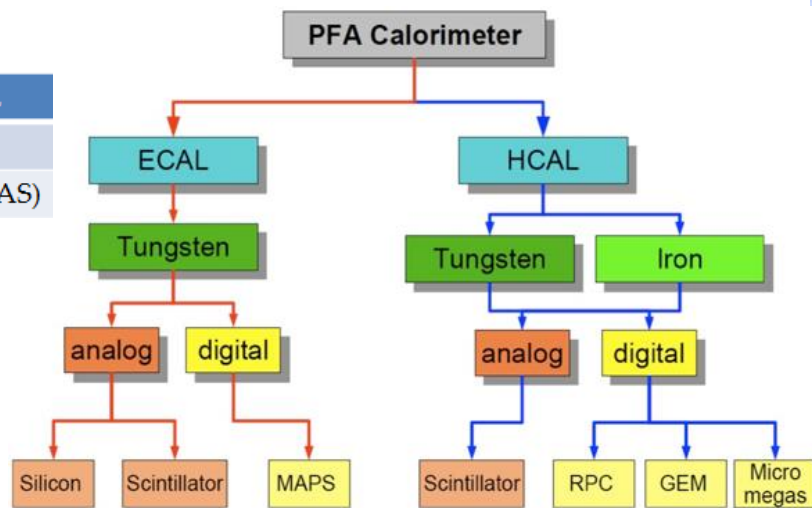 PFA Calorimeter
ECAL
HCAL
AS)
Tungsten
Tungsten
Iron
analog
digital
analog
digital
Silicon
Scintillator
MAPS
Scintillator
RPC
GEM
Micro
megas